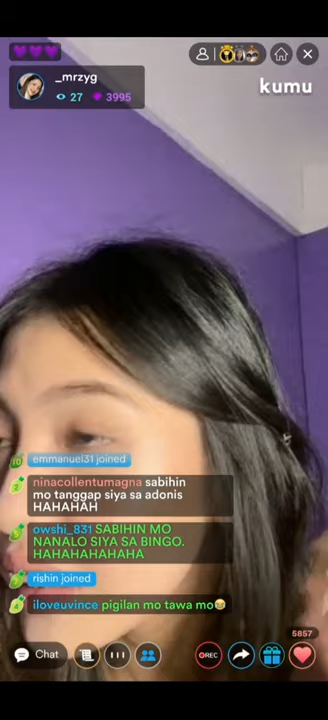 _mrzyg
27 3995
kumu
emmanuel31 joined
ninacollentumagna sabihin
mo tanggap siya sa adonis
HAHAHAH
owshi_831 SABIHIN MO
NANALO SIYA SA BINGO.
HAHAHAHAHAHA
rishin joined
iloveuvince pigilan mo tawa mo😂
5857
Chat
REC